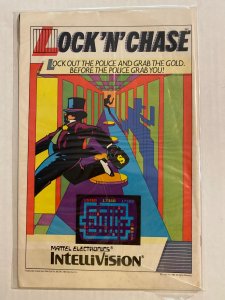 LOCK'N'CHASE
LOCK OUT THE POLICE AND GRAB THE GOLD.
BEFORE THE POLICE GRAB YOU!
MATTEL ELECTRONICS®
INTELLIVISION